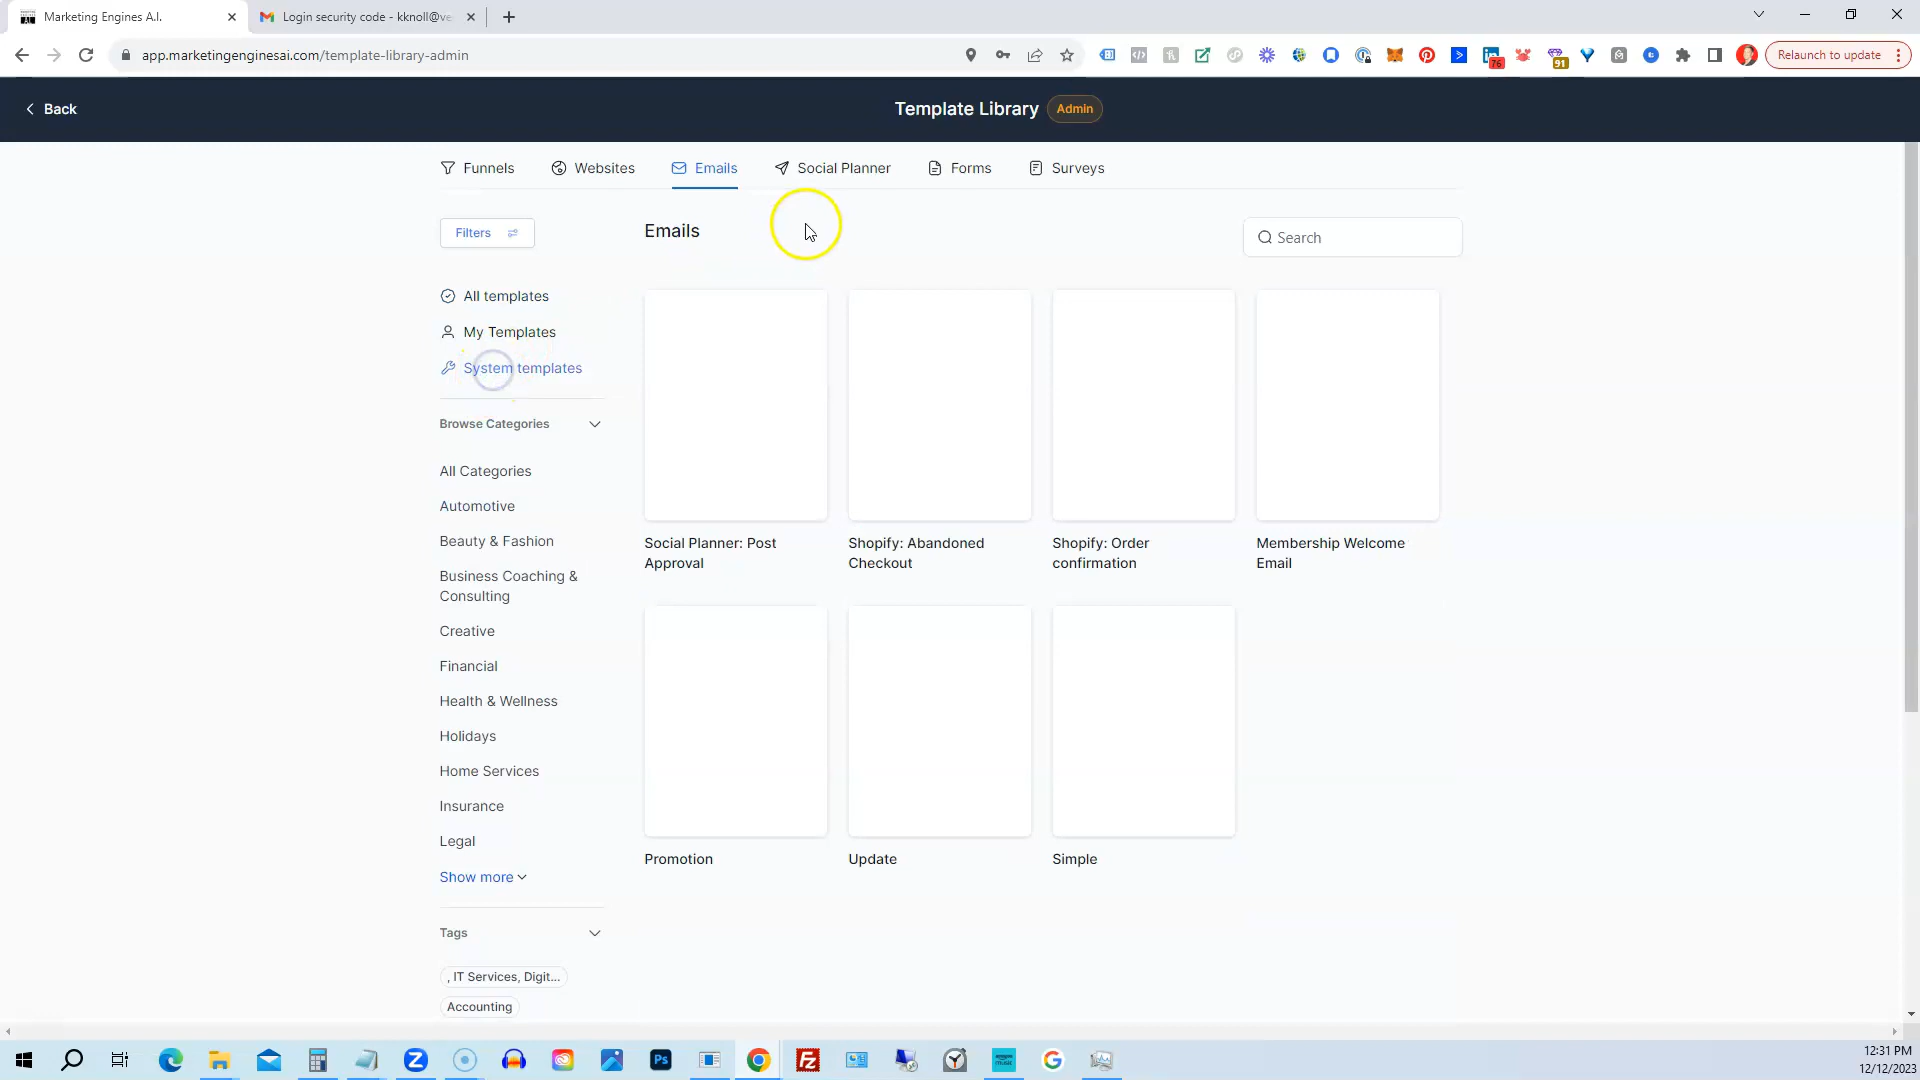 Marketing Engines A.I.
Login security code - kknoll@ve
app.marketingenginesai.com/template-library-admin
76
91
Relaunch to update
Back
Template Library
Admin
Funnels
Websites
Emails
Social Planner
Forms
Surveys
Filters
Emails
Search
All templates
My Templates
System templates
Browse Categories
All Categories
Automotive
Beauty & Fashion
Business Coaching &
Consulting
Creative
Financial
Health & Wellness
Holidays
Home Services
Insurance
Legal
Show more
Tags
, IT Services, Digit...
Accounting
Social Planner: Post
Approval
Shopify: Abandoned
Checkout
Shopify: Order
confirmation
Membership Welcome
Email
Promotion
Update
Simple
12:31 PM
12/12/2023